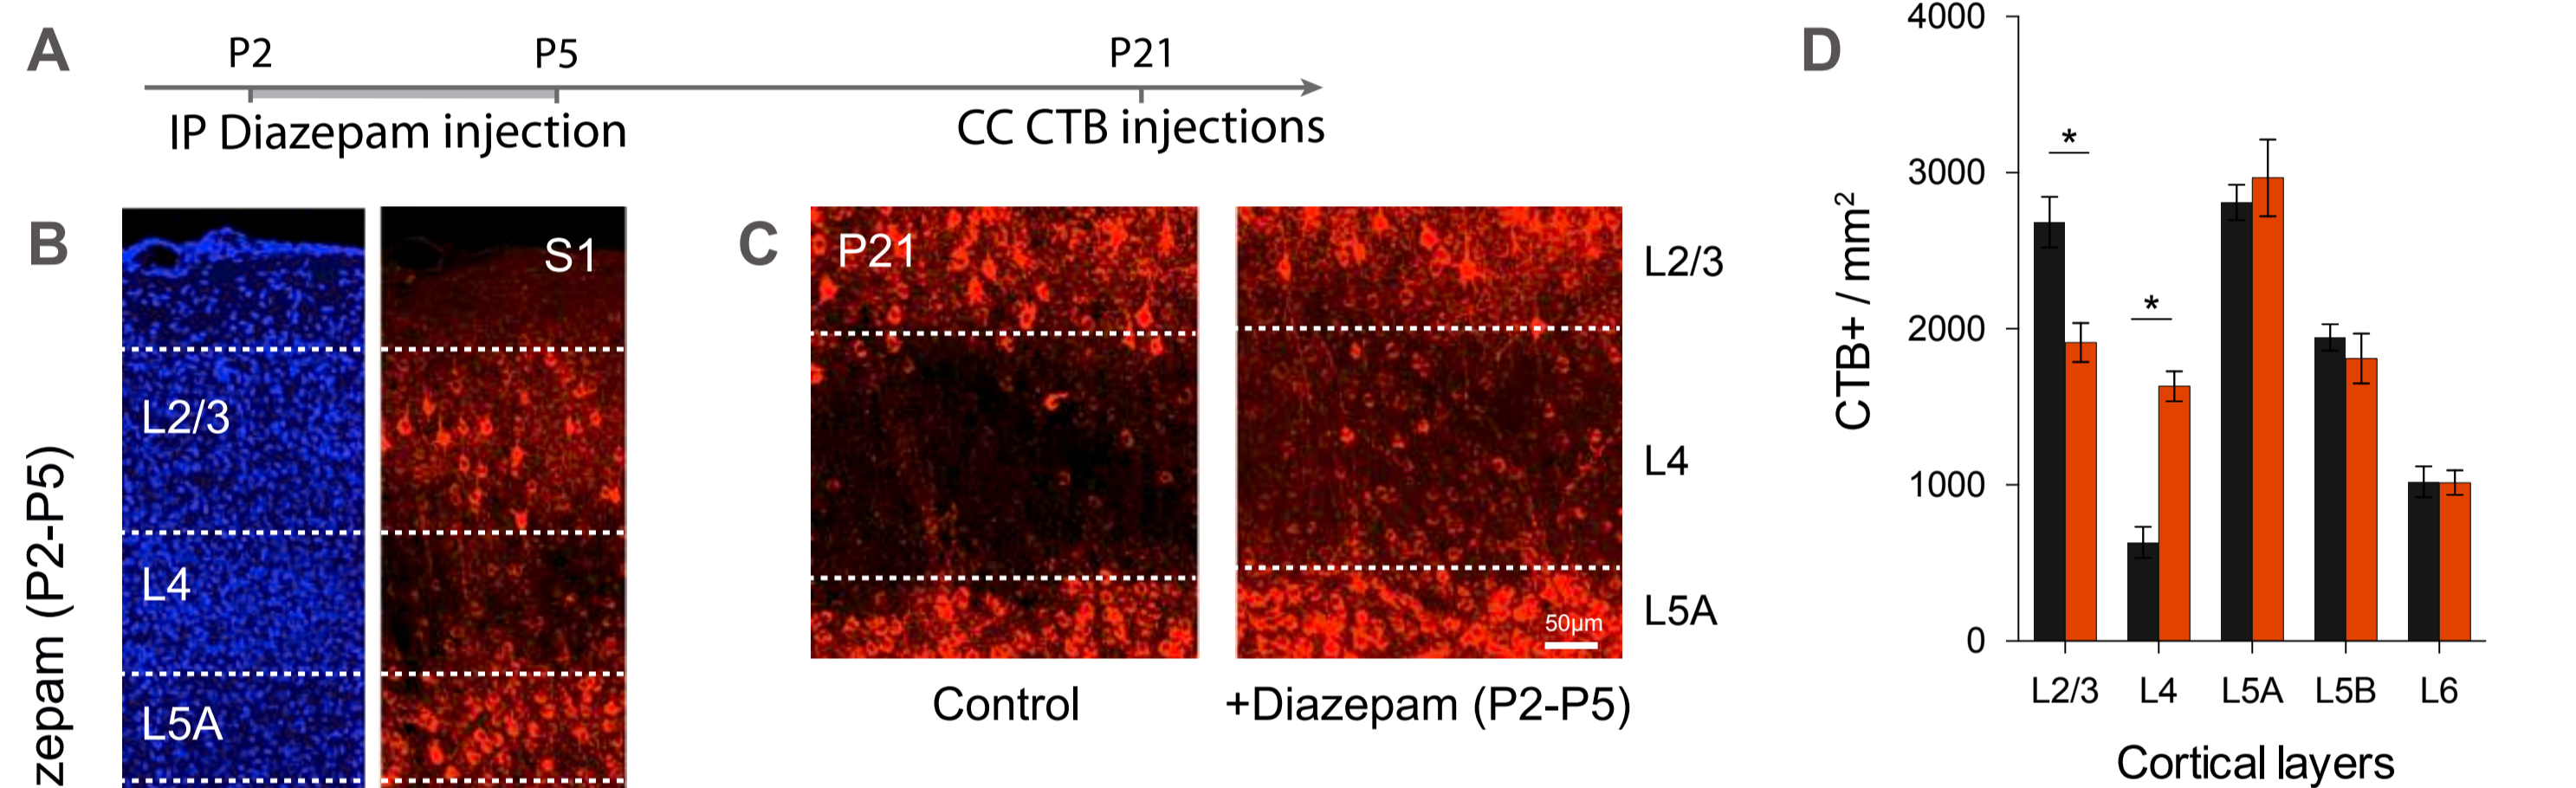 A
P2
P5
P21
IP Diazepam injection
CC CTB injections
B
zepam (P2-P5)
L2/3
L4
L5A
S1
C
P21
L2/3
L4
L5A
50µm
Control
+Diazepam (P2-P5)
D
CTB+ / mm²
4000
3000
2000
1000
0
*
*
L2/3
L4
L5A
L5B
L6
Cortical layers